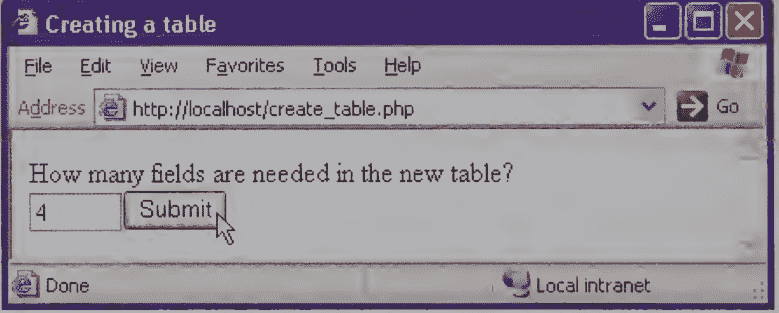 Creating a table
File Edit View Favorites Tools Help
Address http://localhost/create_table.php Go
How many fields are needed in the new table?
4 Submit
Done Local intranet